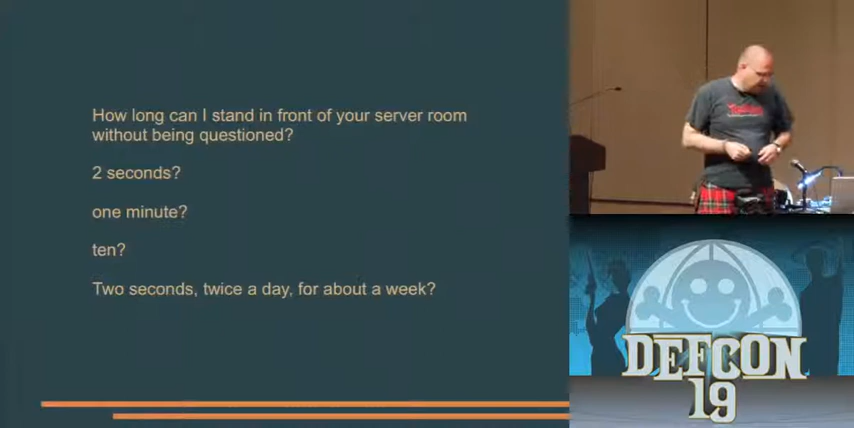 How long can I stand in front of your server room
without being questioned?
2 seconds?
one minute?
ten?
Two seconds, twice a day, for about a week?
DEFCON
19